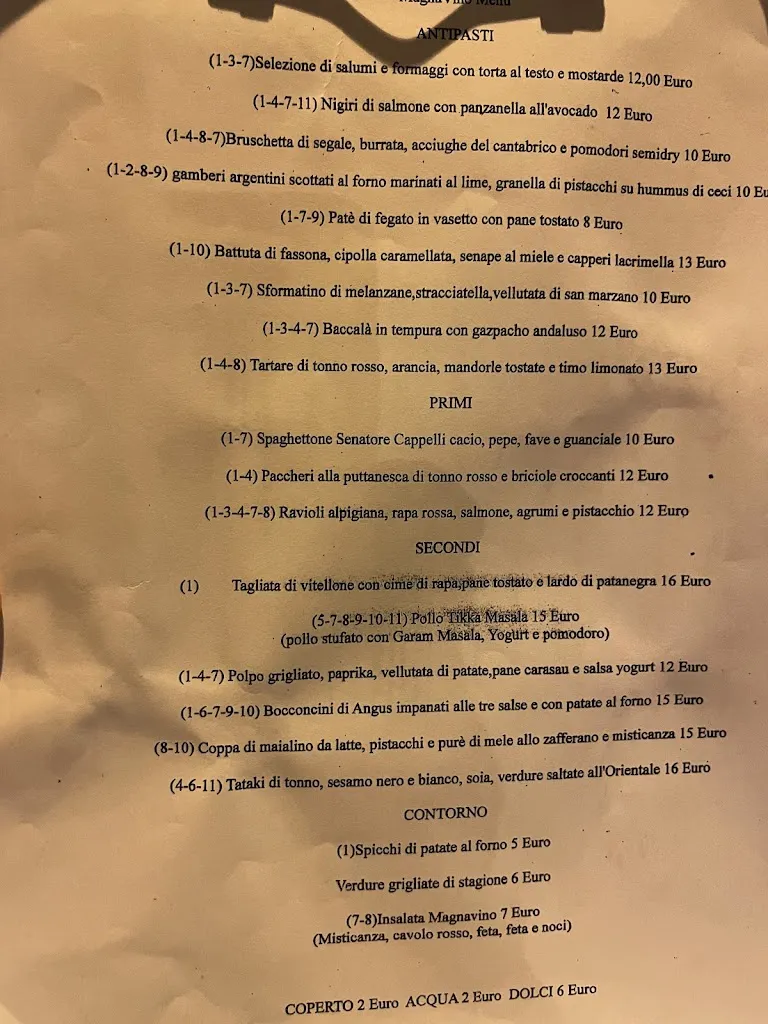 Magnavino Menu
ANTIPASTI
(1-3-7)Selezione di salumi e formaggi con torta al testo e mostarde 12,00 Euro
(1-4-7-11) Nigiri di salmone con panzanella all'avocado 12 Euro
(1-4-8-7)Bruschetta di segale, burrata, acciughe del cantabrico e pomodori semidry 10 Euro
(1-2-8-9) gamberi argentini scottati al forno marinati al lime, granella di pistacchi su hummus di ceci 10 Eu
(1-7-9) Patè di fegato in vasetto con pane tostato 8 Euro
(1-10) Battuta di fassona, cipolla caramellata, senape al miele e capperi lacrimella 13 Euro
(1-3-7) Sformatino di melanzane,stracciatella,vellutata di san marzano 10 Euro
(1-3-4-7) Baccalà in tempura con gazpacho andaluso 12 Euro
(1-4-8) Tartare di tonno rosso, arancia, mandorle tostate e timo limonato 13 Euro
PRIMI
(1-7) Spaghettone Senatore Cappelli cacio, pepe, fave e guanciale 10 Euro
(1-4) Paccheri alla puttanesca di tonno rosso e briciole croccanti 12 Euro
(1-3-4-7-8) Ravioli alpigiana, rapa rossa, salmone, agrumi e pistacchio 12 Euro
SECONDI
(1) Tagliata di vitellone con cime di rapa,pane tostato e lardo di patanegra 16 Euro
(5-7-8-9-10-11) Pollo Tikka Masala 15 Euro
(pollo stufato con Garam Masala, Yogurt e pomodoro)
(1-4-7) Polpo grigliato, paprika, vellutata di patate,pane carasau e salsa yogurt 12 Euro
(1-6-7-9-10) Bocconcini di Angus impanati alle tre salse e con patate al forno 15 Euro
(8-10) Coppa di maialino da latte, pistacchi e purè di mele allo zafferano e misticanza 15 Euro
(4-6-11) Tataki di tonno, sesamo nero e bianco, soia, verdure saltate all'Orientale 16 Euro
CONTORNO
(1)Spicchi di patate al forno 5 Euro
Verdure grigliate di stagione 6 Euro
(7-8)Insalata Magnavino 7 Euro
(Misticanza, cavolo rosso, feta, feta e noci)
COPERTO 2 Euro ACQUA 2 Euro DOLCI 6 Euro